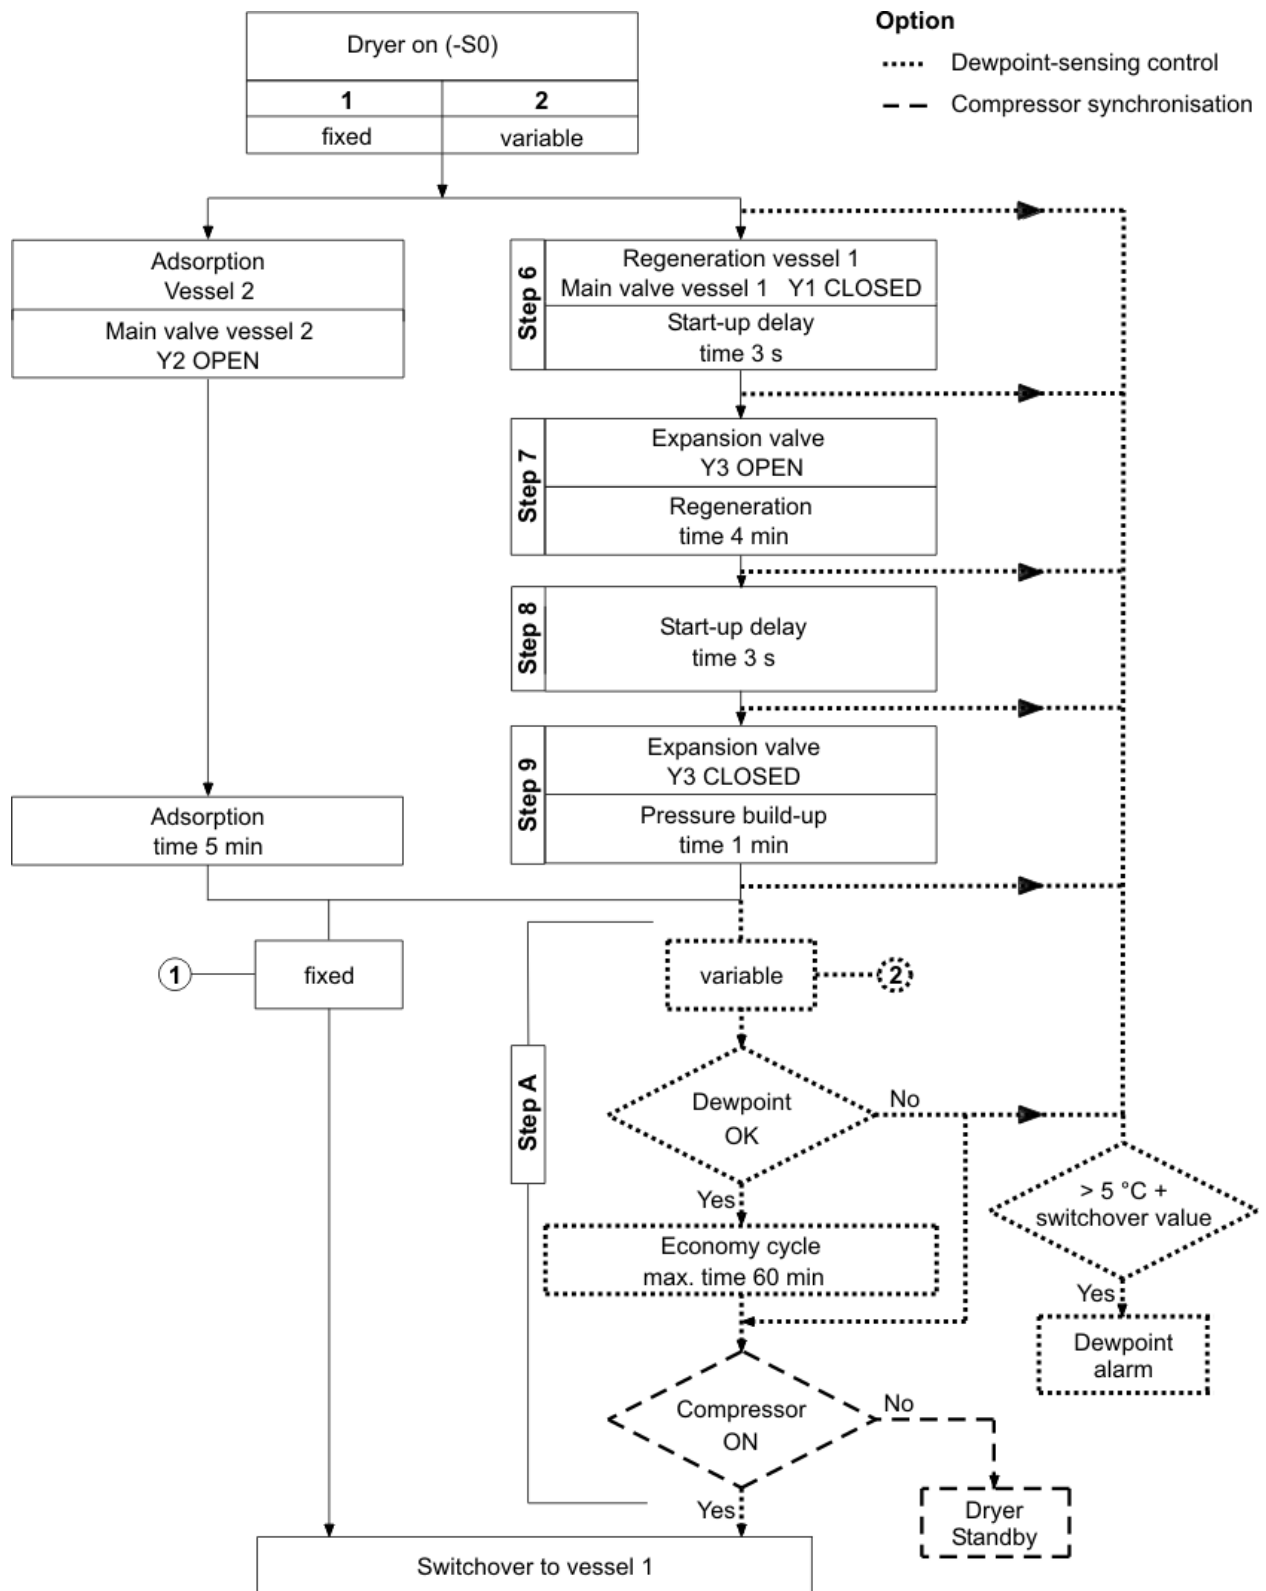 Option
Dewpoint-sensing control
Compressor synchronisation
Dryer on (-S0)
1
2
fixed
variable
Adsorption
Vessel 2
Main valve vessel 2
Y2 OPEN
Step 6
Regeneration vessel 1
Main valve vessel 1 Y1 CLOSED
Start-up delay
time 3 s
Step 7
Expansion valve
Y3 OPEN
Regeneration
time 4 min
Step 8
Start-up delay
time 3 s
Step 9
Expansion valve
Y3 CLOSED
Pressure build-up
time 1 min
Adsorption
time 5 min
1
fixed
variable
2
Step A
Dewpoint
OK
No
Yes
> 5 °C +
switchover value
Yes
Dewpoint
alarm
Economy cycle
max. time 60 min
Compressor
ON
No
Yes
Dryer
Standby
Switchover to vessel 1